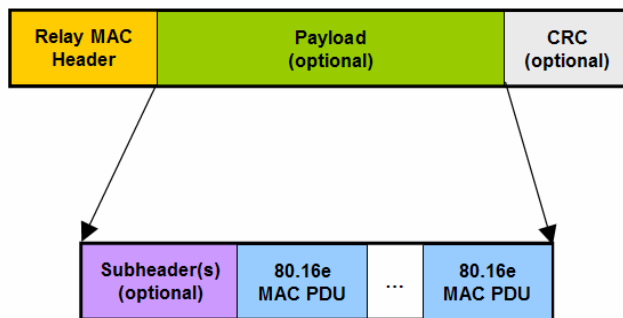 Relay MAC Header
Payload (optional)
CRC (optional)
Subheader(s) (optional)
80.16e MAC PDU
...
80.16e MAC PDU